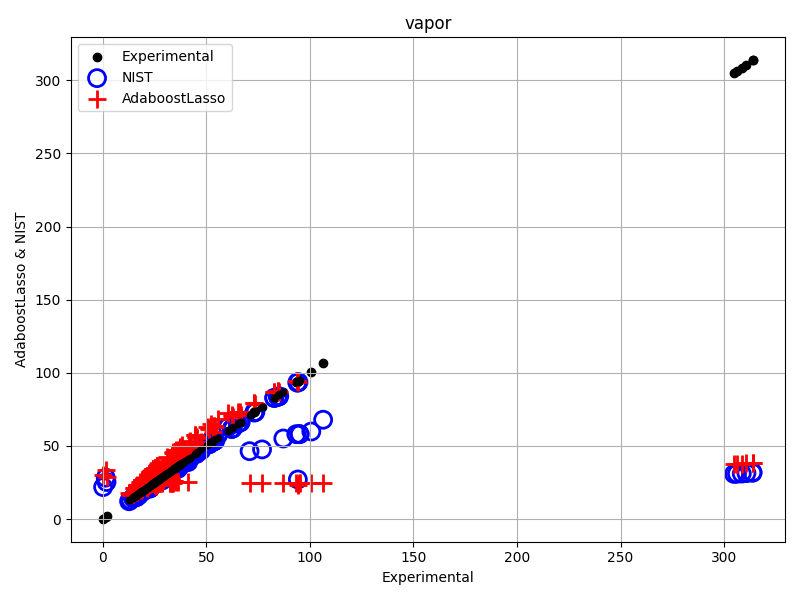 vapor
Experimental
NIST
AdaboostLasso
AdaboostLasso & NIST
300
250
200
150
100
50
0
0 50 100 150 200 250 300
Experimental